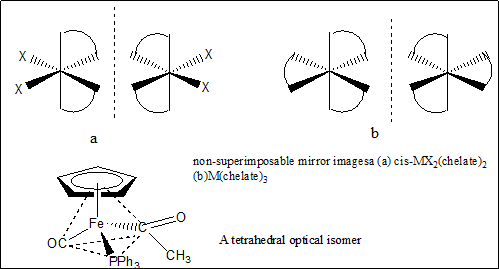 X
X
X
X
a
b
non-superimposable mirror imagesa (a) cis-MX2(chelate)2
(b)M(chelate)3
Fe
C
O
OC
PPh3
CH3
A tetrahedral optical isomer